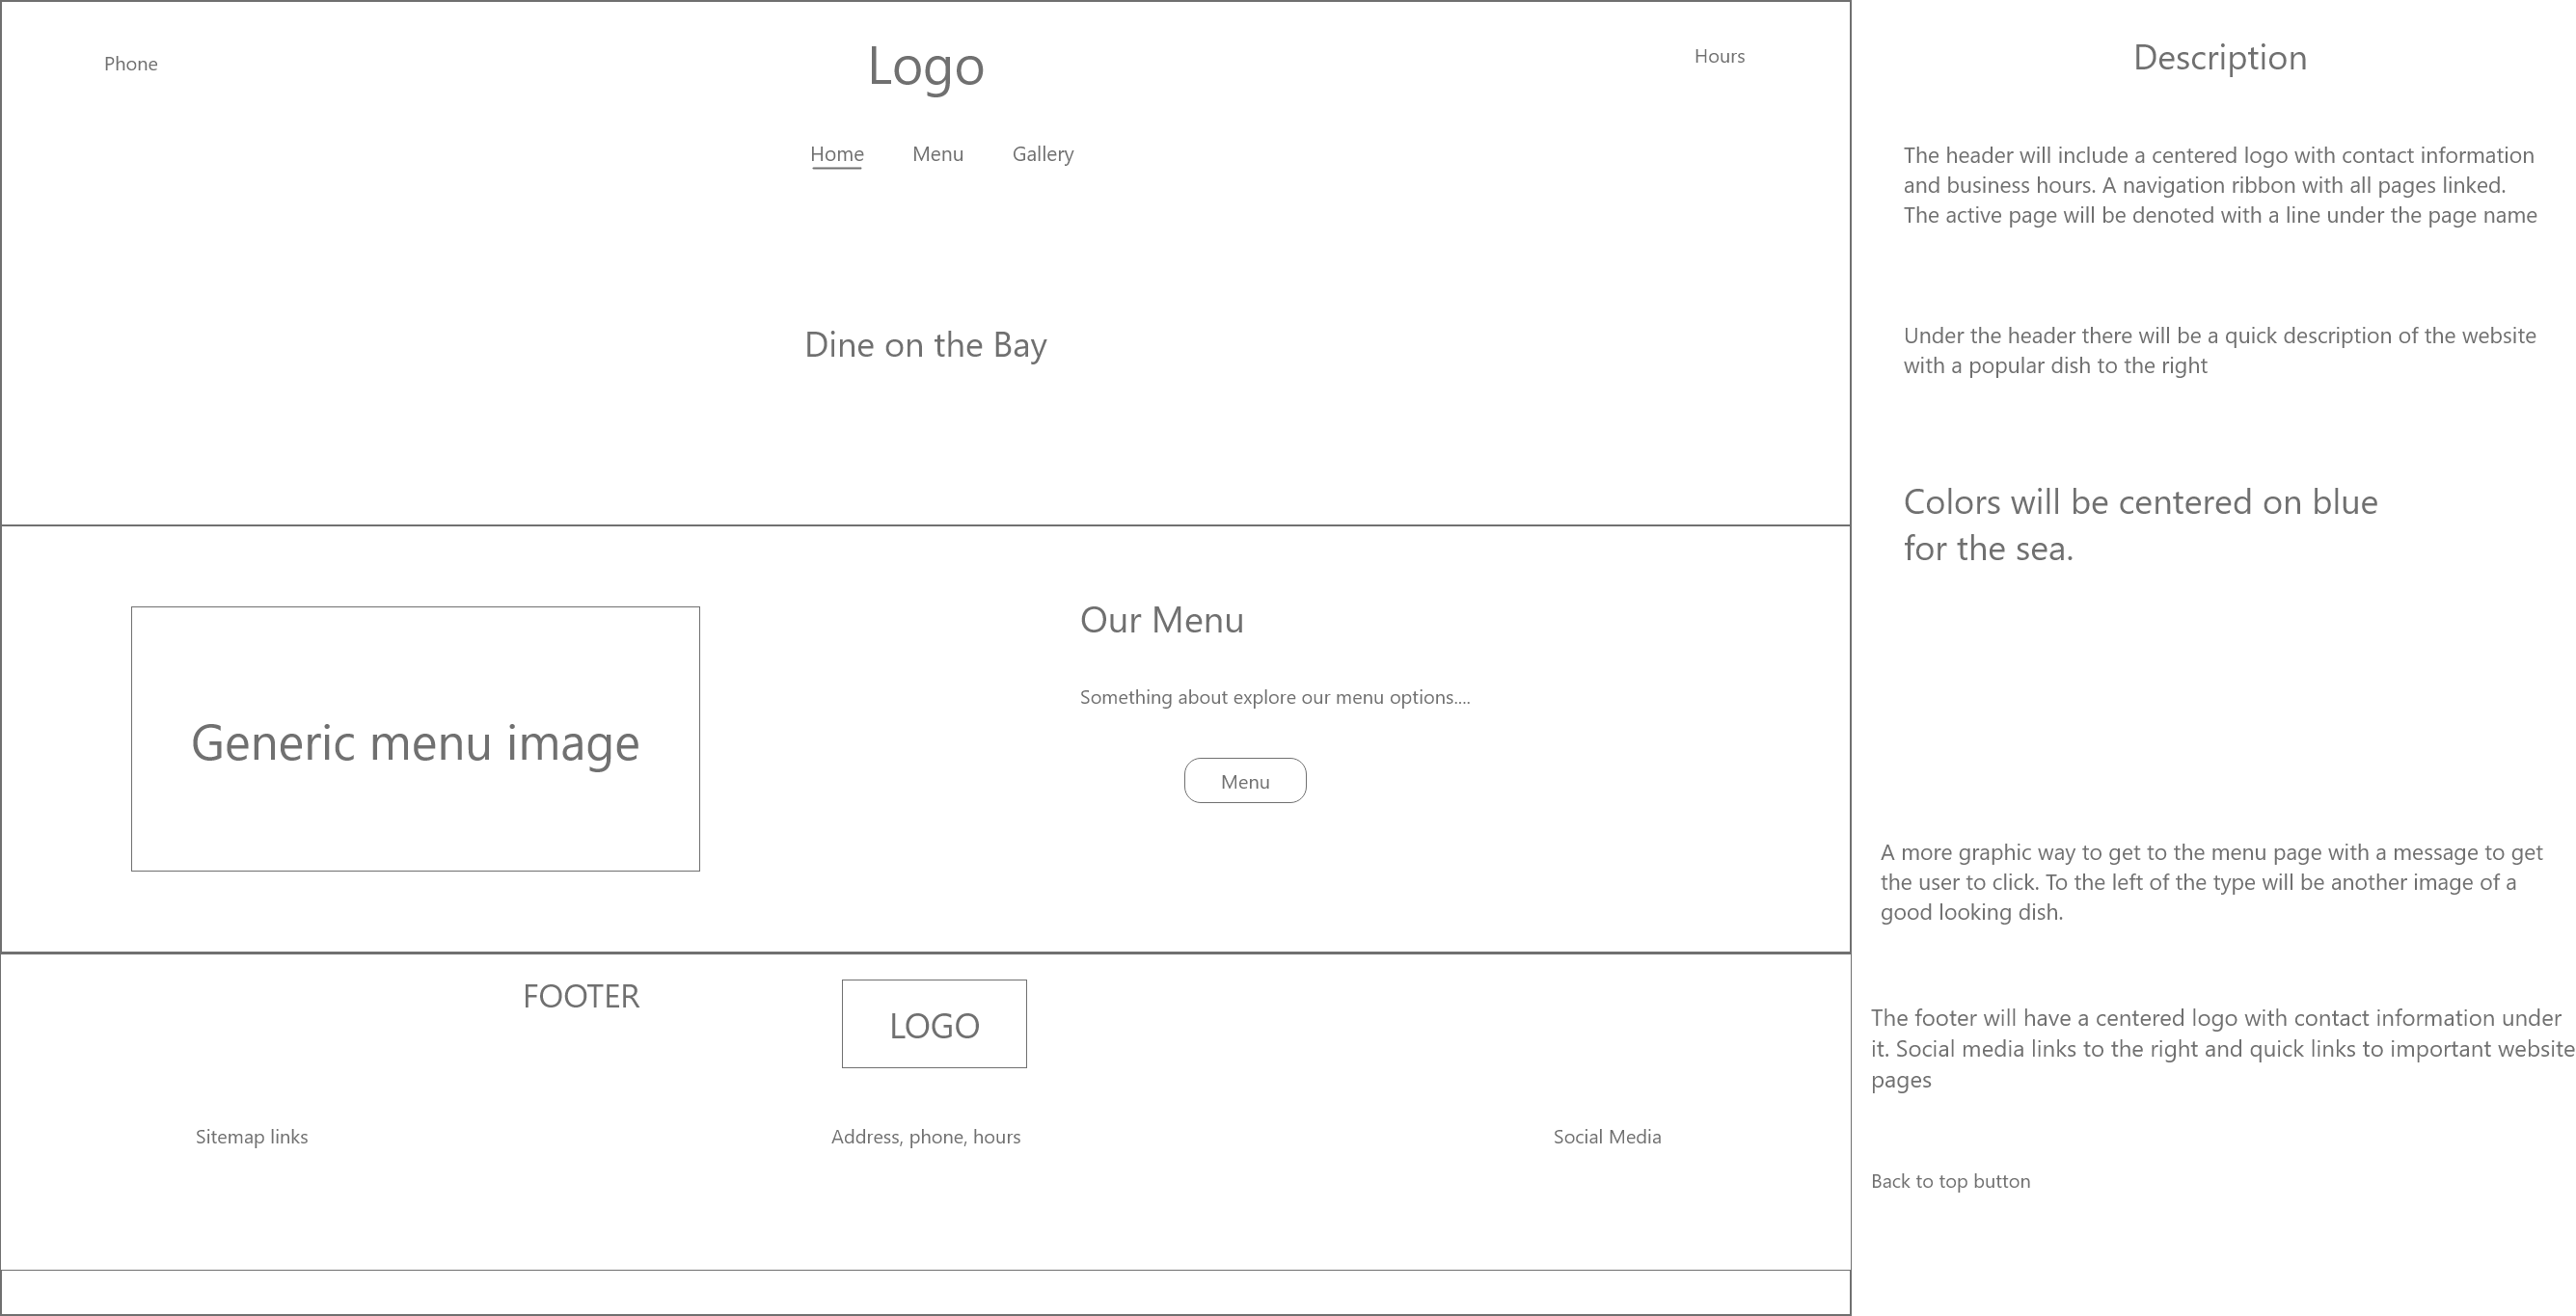 Phone
Logo
Hours
Home
Menu
Gallery
Dine on the Bay
Generic menu image
Our Menu
Something about explore our menu options....
Menu
FOOTER
LOGO
Sitemap links
Address, phone, hours
Social Media
Description
The header will include a centered logo with contact information
and business hours. A navigation ribbon with all pages linked.
The active page will be denoted with a line under the page name
Under the header there will be a quick description of the website
with a popular dish to the right
Colors will be centered on blue
for the sea.
A more graphic way to get to the menu page with a message to get
the user to click. To the left of the type will be another image of a
good looking dish.
The footer will have a centered logo with contact information under
it. Social media links to the right and quick links to important website
pages
Back to top button